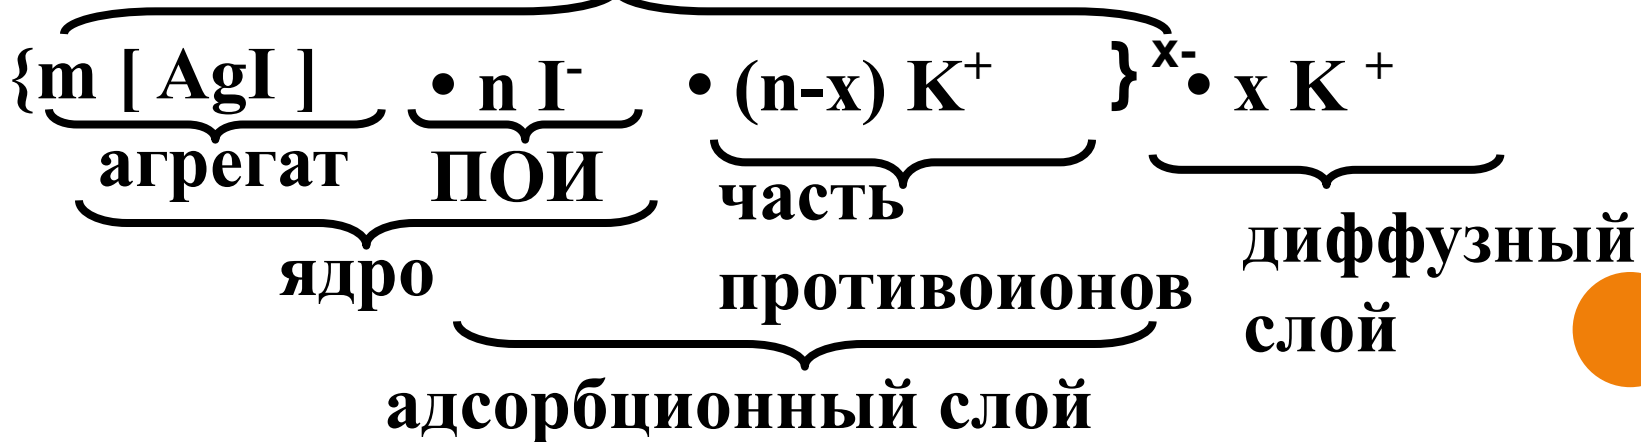 {m [ AgI ] • n I⁻ • (n-x) K⁺ }ˣ⁻• x K ⁺
агрегат ПОИ часть
противоионов
диффузный
слой
ядро
адсорбционный слой